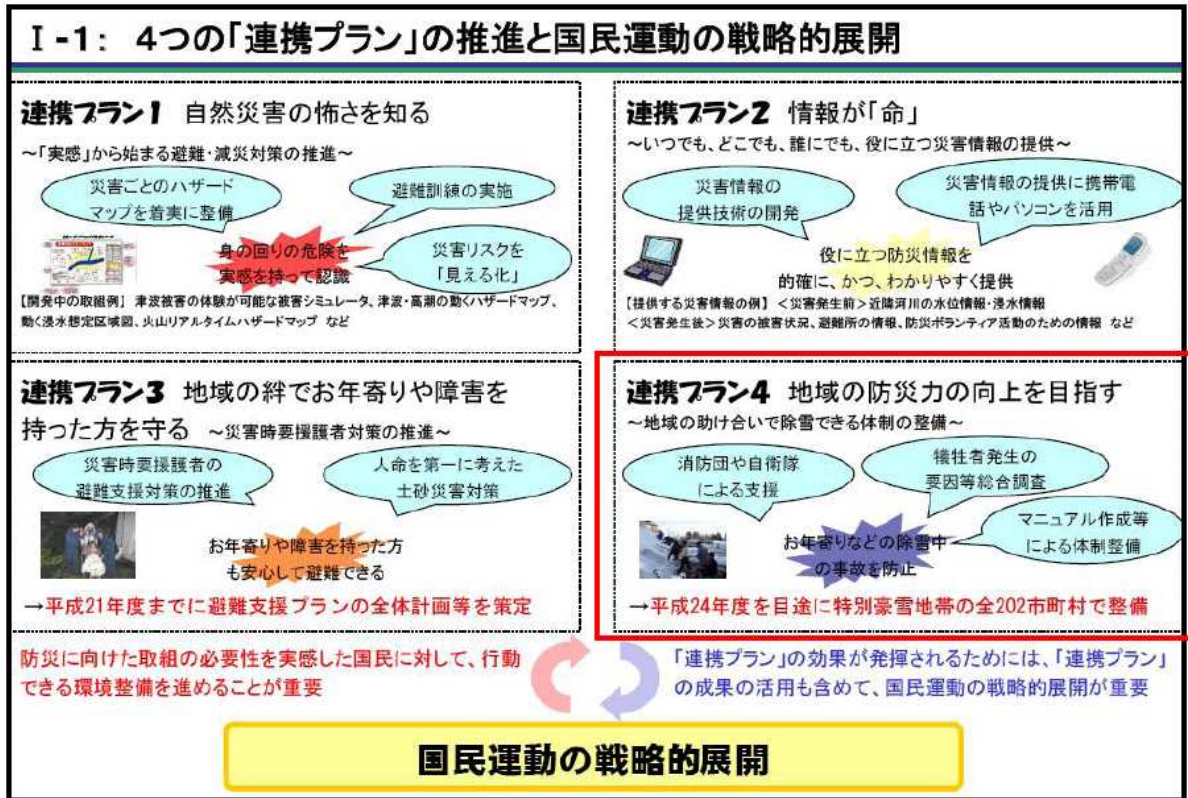 Ⅰ-1: 4つの「連携プラン」の推進と国民運動の戦略的展開
連携プラン1 自然災害の怖さを知る
~「実感」から始まる避難・減災対策の推進~
災害ごとのハザード
マップを着実に整備
避難訓練の実施
身の回りの危険を
実感を持って認識
災害リスクを
「見える化」
【開発中の取組例】 津波被害の体験が可能な被害シミュレータ、津波・高潮の動くハザードマップ、
動く浸水想定区域図、火山リアルタイムハザードマップ など
連携プラン2 情報が「命」
~いつでも、どこでも、誰にでも、役に立つ災害情報の提供~
災害情報の
提供技術の開発
災害情報の提供に携帯電
話やパソコンを活用
役に立つ防災情報を
的確に、かつ、わかりやすく提供
【提供する災害情報の例】 <災害発生前>近隣河川の水位情報・浸水情報
<災害発生後>災害の被害状況、避難所の情報、防災ボランティア活動のための情報 など
連携プラン3 地域の絆でお年寄りや障害を
持った方を守る ~災害時要援護者対策の推進~
災害時要援護者の
避難支援対策の推進
人命を第一に考えた
土砂災害対策
お年寄りや障害を持った方
も安心して避難できる
→平成21年度までに避難支援プランの全体計画等を策定
連携プラン4 地域の防災力の向上を目指す
~地域の助け合いで除雪できる体制の整備~
消防団や自衛隊
による支援
犠牲者発生の
要因等総合調査
マニュアル作成等
による体制整備
お年寄りなどの除雪中
の事故を防止
→平成24年度を目途に特別豪雪地帯の全202市町村で整備
防災に向けた取組の必要性を実感した国民に対して、行動
できる環境整備を進めることが重要
「連携プラン」の効果が発揮されるためには、「連携プラン」
の成果の活用も含めて、国民運動の戦略的展開が重要
国民運動の戦略的展開